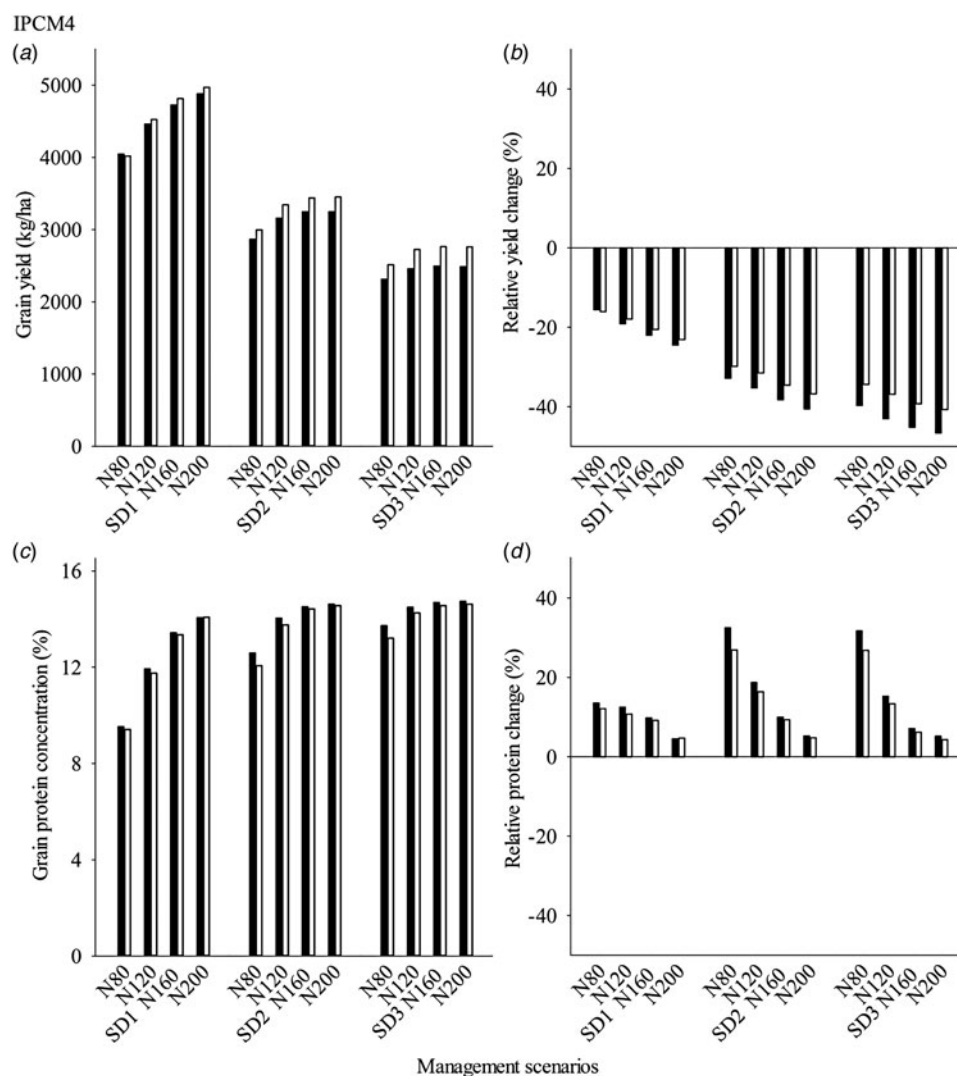 IPCM4
(a)
Grain yield (kg/ha)
5000
4000
3000
2000
1000
0
N80
N120
N160
N200
SD1
N80
N120
N160
N200
SD2
N80
N120
N160
N200
SD3
(b)
Relative yield change (%)
40
20
0
-20
-40
N80
N120
N160
N200
SD1
N80
N120
N160
N200
SD2
N80
N120
N160
N200
SD3
(c)
Grain protein concentration (%)
16
12
8
4
0
N80
N120
N160
N200
SD1
N80
N120
N160
N200
SD2
N80
N120
N160
N200
SD3
(d)
Relative protein change (%)
40
20
0
-20
-40
N80
N120
N160
N200
SD1
N80
N120
N160
N200
SD2
N80
N120
N160
N200
SD3
Management scenarios